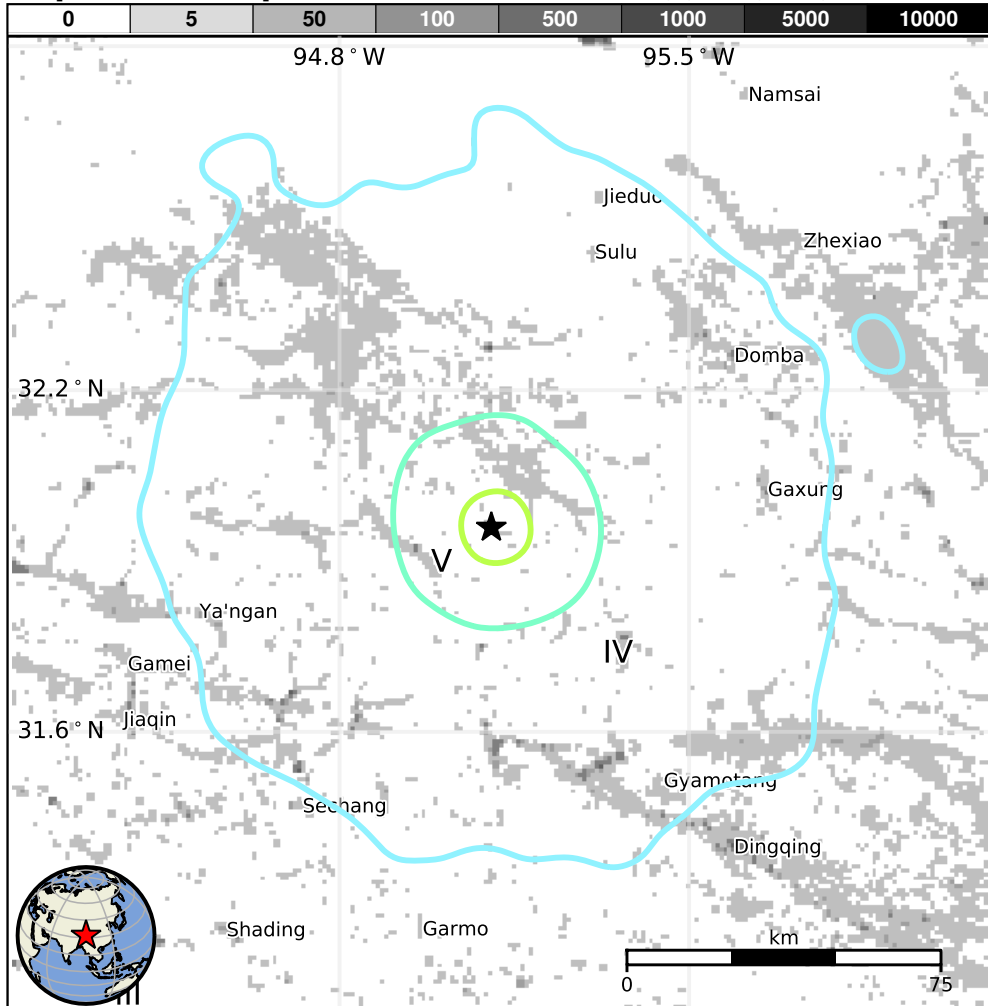 0 5 50 100 500 1000 5000 10000
94.8°W 95.5°W
Namsai
Jieduo
Zhexiao
Sulu
Domba
32.2°N
Gaxung
V
Ya'ngan
IV
Gamei
Jiaqin
31.6°N
Gyamotang
Sechang
Dingqing
Shading Garmo
km
0 75